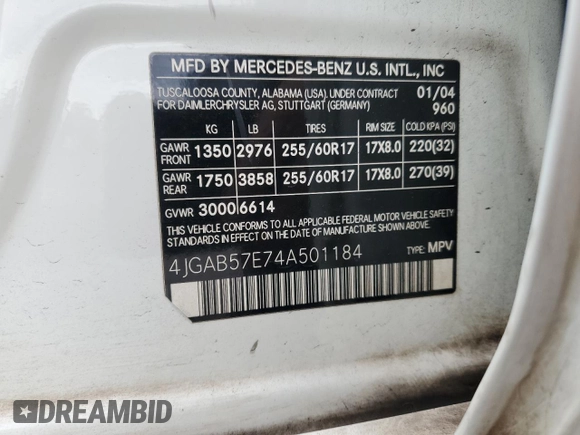 MFD BY MERCEDES-BENZ U.S. INTL., INC
TUSCALOOSA COUNTY, ALABAMA (USA). UNDER CONTRACT 01/04
FOR DAIMLERCHRYSLER AG, STUTTGART (GERMANY) 960
KG LB TIRES RIM SIZE COLD KPA (PSI)
GAWR FRONT 1350 2976 255/60R17 17X8.0 220(32)
GAWR REAR 1750 3858 255/60R17 17X8.0 270(39)
GVWR 3000 6614
THIS VEHICLE CONFORMS TO ALL APPLICABLE FEDERAL MOTOR VEHICLE SAFETY
STANDARDS IN EFFECT ON THE DATE OF MANUFACTURE SHOWN ABOVE.
4JGAB57E74A501184 TYPE: MPV
DREAMBID